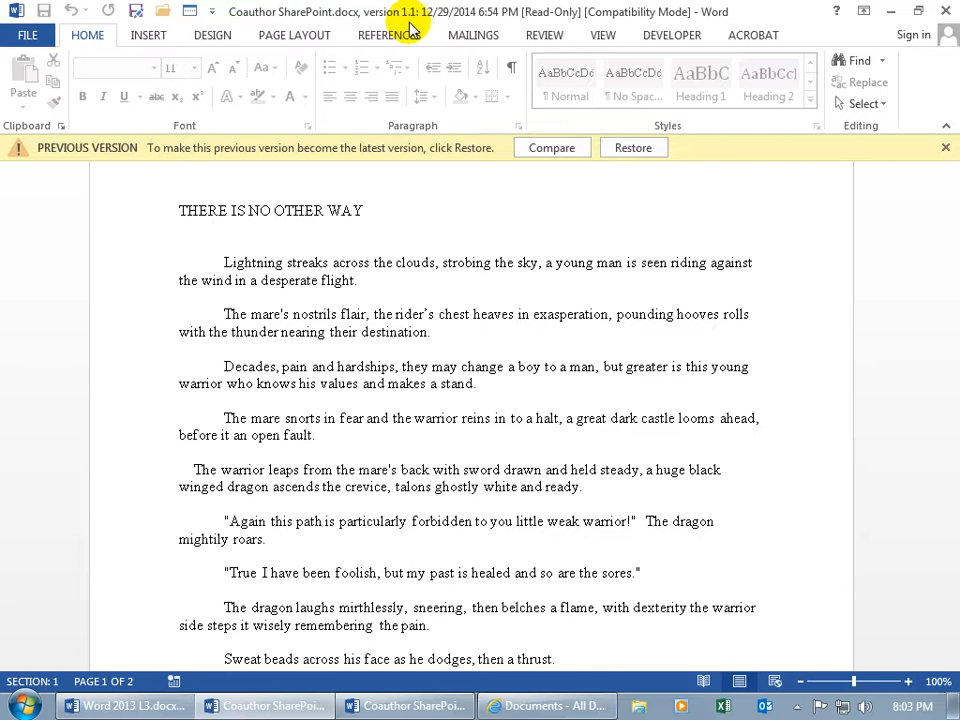 Coauthor SharePoint.docx, version 1.1: 12/29/2014 6:54 PM [Read-Only] [Compatibility Mode] - Word
FILE HOME INSERT DESIGN PAGE LAYOUT REFERENCES MAILINGS REVIEW VIEW DEVELOPER ACROBAT Sign in
Paste
11
Aa
B I U abc x₂ x² A ab A
AaBbCcDd AaBbCcDd AaBbC AaBbCcl
¶ Normal ¶ No Spac... Heading 1 Heading 2
Find
Replace
Select
Clipboard Font Paragraph Styles Editing
PREVIOUS VERSION To make this previous version become the latest version, click Restore. Compare Restore
THERE IS NO OTHER WAY
Lightning streaks across the clouds, strobing the sky, a young man is seen riding against
the wind in a desperate flight.
The mare's nostrils flair, the rider's chest heaves in exasperation, pounding hooves rolls
with the thunder nearing their destination.
Decades, pain and hardships, they may change a boy to a man, but greater is this young
warrior who knows his values and makes a stand.
The mare snorts in fear and the warrior reins in to a halt, a great dark castle looms ahead,
before it an open fault.
The warrior leaps from the mare's back with sword drawn and held steady, a huge black
winged dragon ascends the crevice, talons ghostly white and ready.
"Again this path is particularly forbidden to you little weak warrior!" The dragon
mightily roars.
"True I have been foolish, but my past is healed and so are the sores."
The dragon laughs mirthlessly, sneering, then belches a flame, with dexterity the warrior
side steps it wisely remembering the pain.
Sweat beads across his face as he dodges, then a thrust.
SECTION: 1 PAGE 1 OF 2 100%
Word 2013 L3.docx... Coauthor SharePoi... Coauthor SharePoi... Documents - All D... 8:03 PM